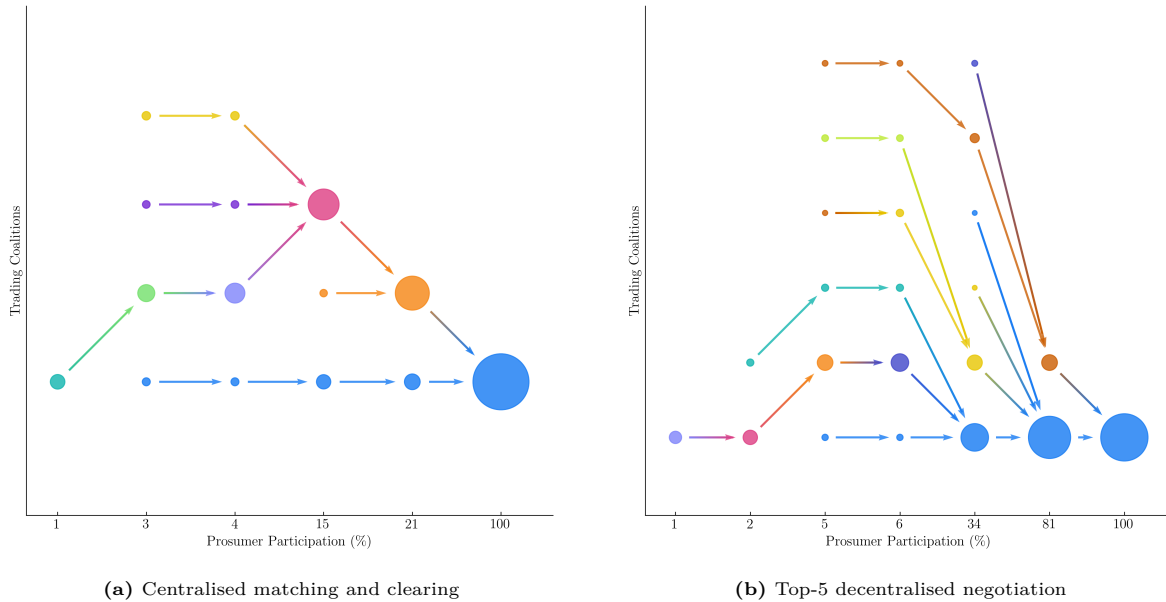 Trading Coalitions
1 3 4 15 21 100
Prosumer Participation (%)
(a) Centralised matching and clearing
Trading Coalitions
1 2 5 6 34 81 100
Prosumer Participation (%)
(b) Top-5 decentralised negotiation